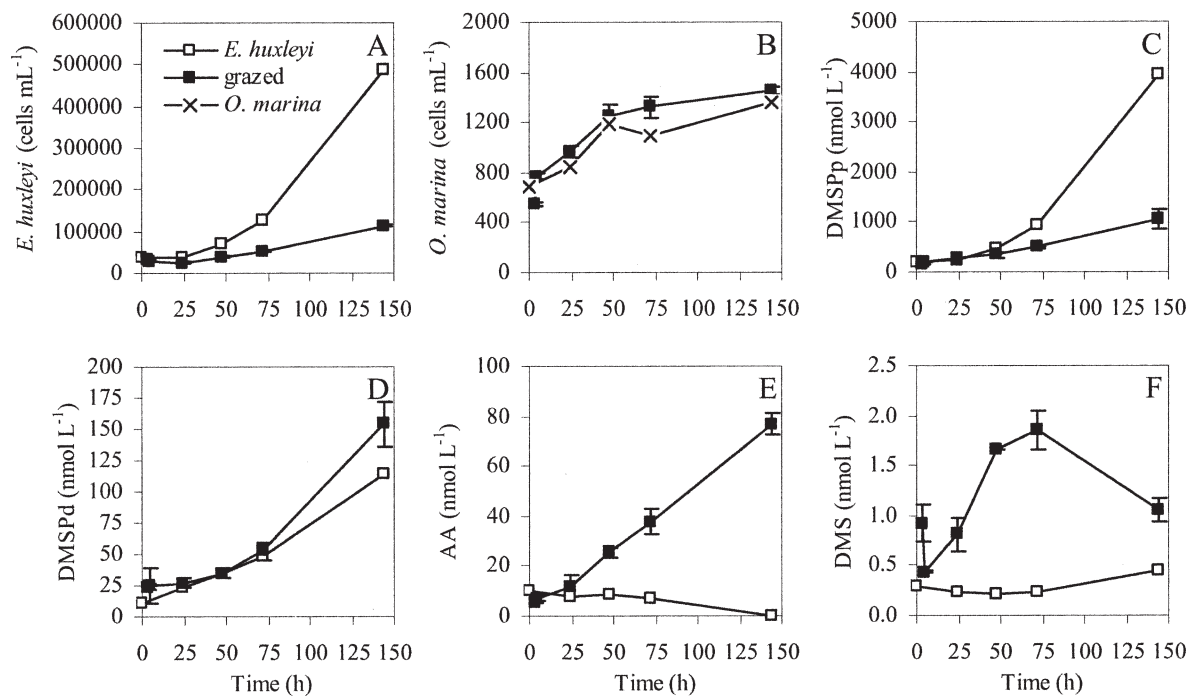 A
E. huxleyi
grazed
O. marina
E. huxleyi (cells mL⁻¹)
600000
500000
400000
300000
200000
100000
0
0 25 50 75 100 125 150
B
O. marina (cells mL⁻¹)
2000
1600
1200
800
400
0
0 25 50 75 100 125 150
C
DMSPp (nmol L⁻¹)
5000
4000
3000
2000
1000
0
0 25 50 75 100 125 150
D
DMSPd (nmol L⁻¹)
200
175
150
125
100
75
50
25
0
0 25 50 75 100 125 150
Time (h)
E
AA (nmol L⁻¹)
100
80
60
40
20
0
0 25 50 75 100 125 150
Time (h)
F
DMS (nmol L⁻¹)
2.5
2.0
1.5
1.0
0.5
0.0
0 25 50 75 100 125 150
Time (h)